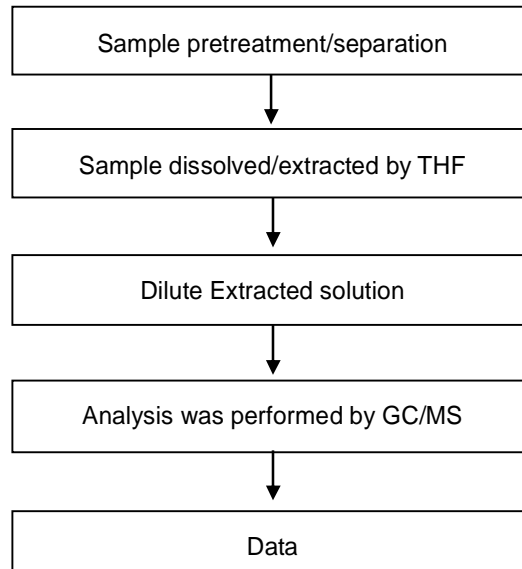 Sample pretreatment/separation
Sample dissolved/extracted by THF
Dilute Extracted solution
Analysis was performed by GC/MS
Data